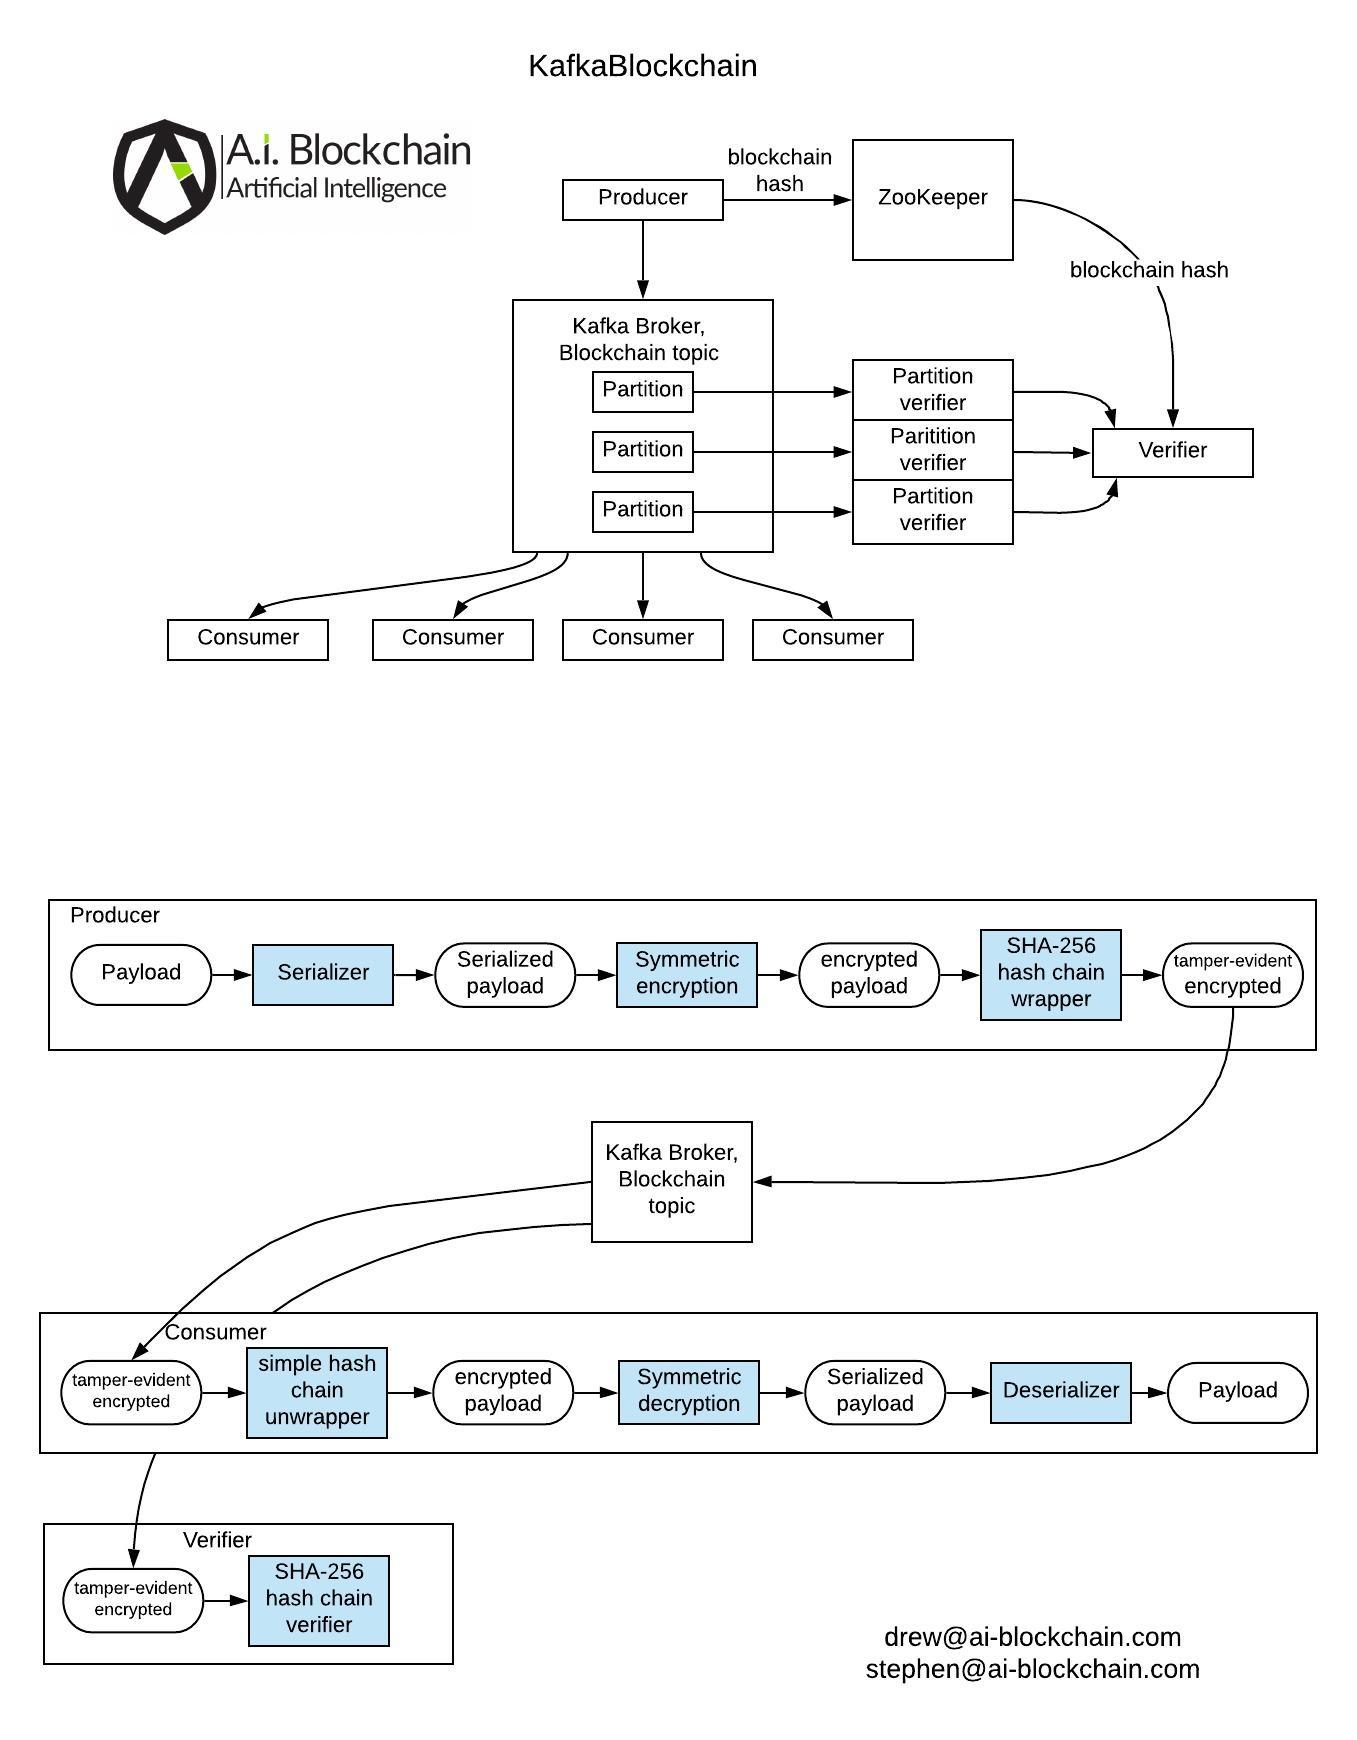 KafkaBlockchain
A.i. Blockchain
Artificial Intelligence
blockchain
hash
Producer
ZooKeeper
blockchain hash
Kafka Broker,
Blockchain topic
Partition
Partition
verifier
Partition
Paritition
verifier
Verifier
Partition
Partition
verifier
Consumer
Consumer
Consumer
Consumer
Producer
Payload
Serializer
Serialized
payload
Symmetric
encryption
encrypted
payload
SHA-256
hash chain
wrapper
tamper-evident
encrypted
Kafka Broker,
Blockchain
topic
Consumer
tamper-evident
encrypted
simple hash
chain
unwrapper
encrypted
payload
Symmetric
decryption
Serialized
payload
Deserializer
Payload
Verifier
tamper-evident
encrypted
SHA-256
hash chain
verifier
drew@ai-blockchain.com
stephen@ai-blockchain.com